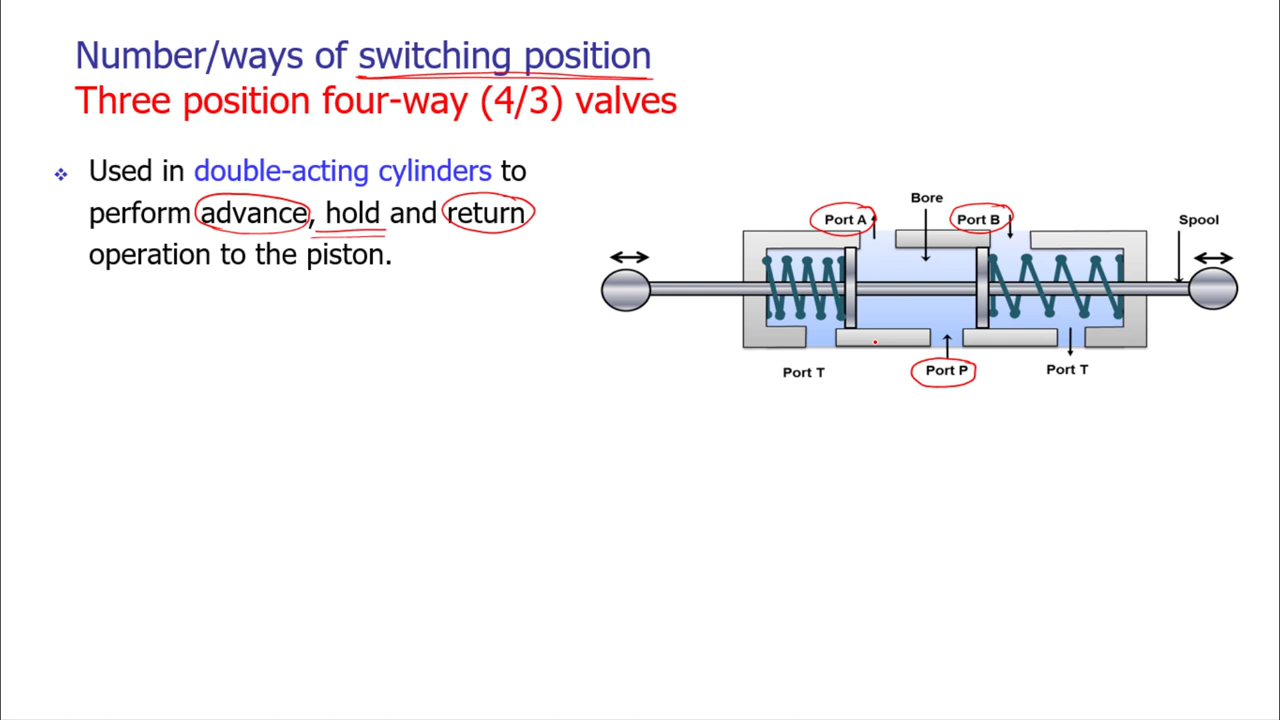 Number/ways of switching position
Three position four-way (4/3) valves
Used in double-acting cylinders to
perform advance, hold and return
operation to the piston.
Bore
Port A
Port B
Spool
Port T
Port P
Port T